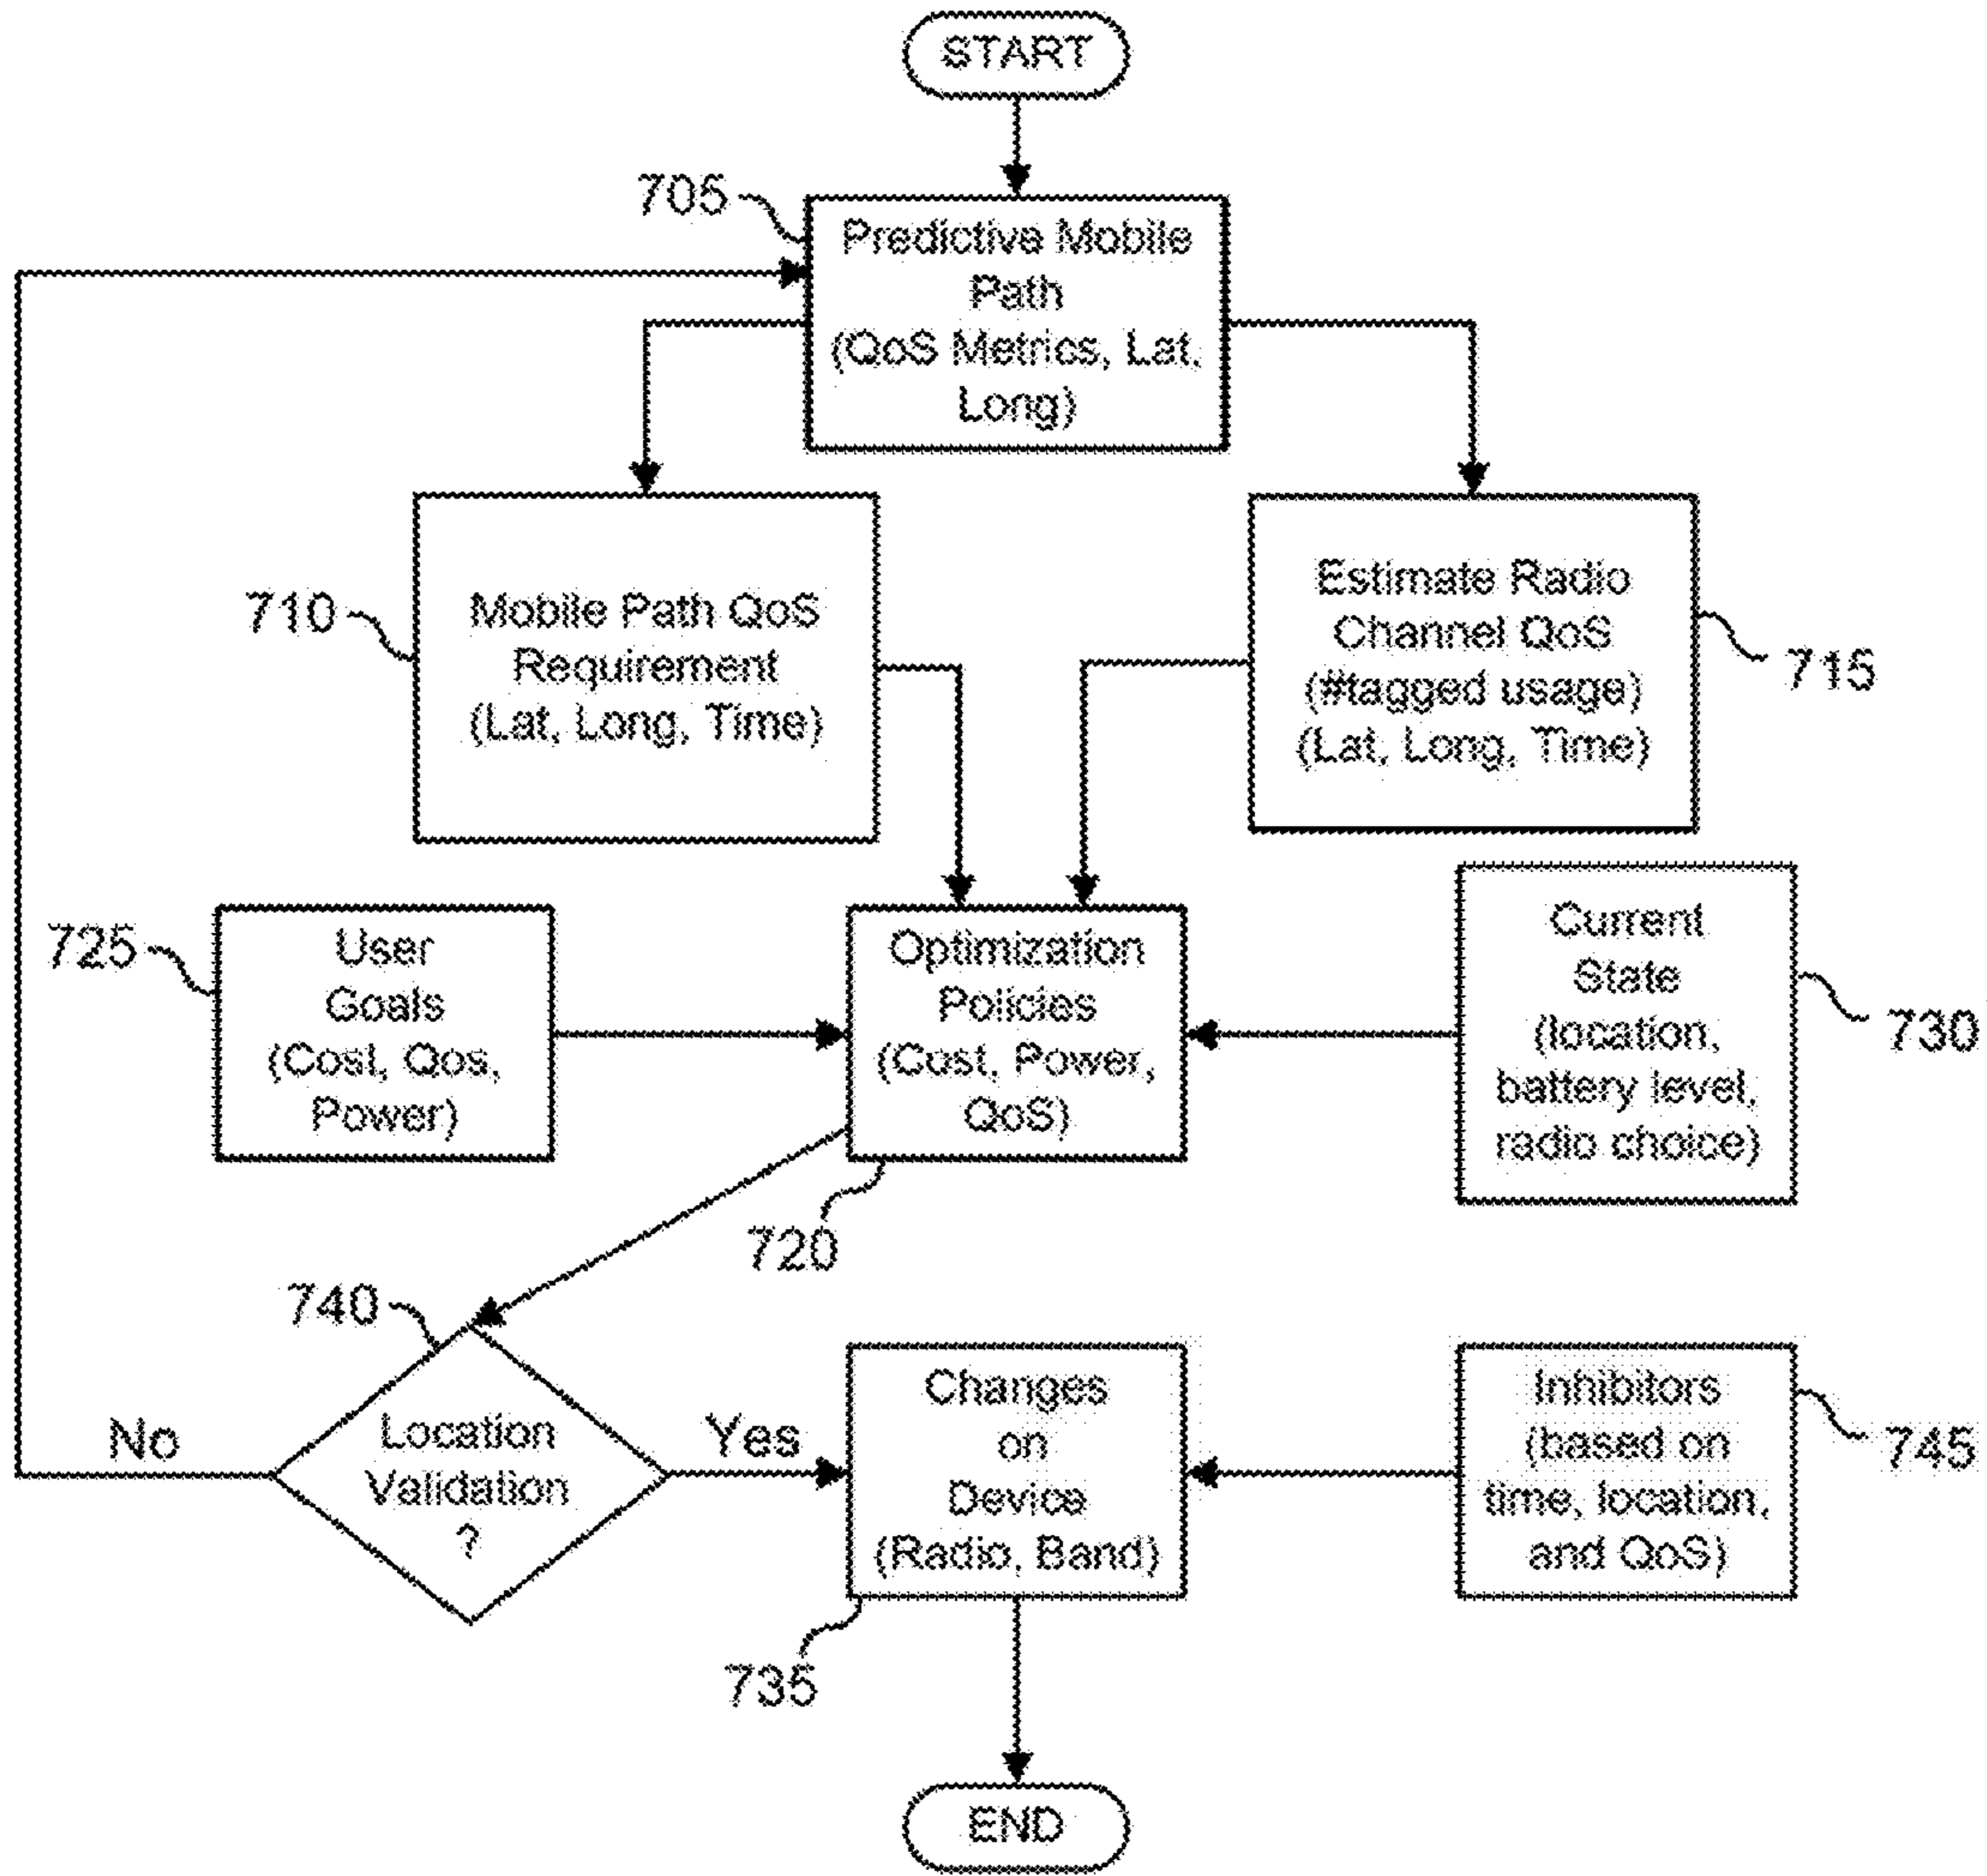 START
705
Predictive Mobile
Path
(QoS Metrics, Lat,
Long)
710
Mobile Path QoS
Requirement
(Lat, Long, Time)
Estimate Radio
Channel QoS
(#tagged usage)
(Lat, Long, Time)
715
725
User
Goals
(Cost, Qos,
Power)
Optimization
Policies
(Cost, Power,
QoS)
720
Current
State
(location,
battery level,
radio choice)
730
740
Location
Validation
?
No
Yes
Changes
on
Device
(Radio, Band)
735
Inhibitors
(based on
time, location,
and QoS)
745
END